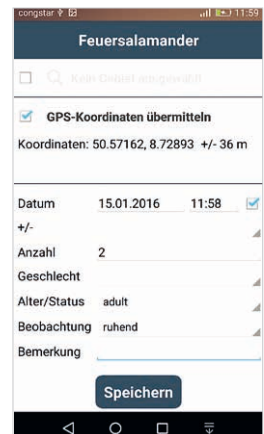 congstar 11:59
Feuersalamander
Kein Gebiet ausgewählt
GPS-Koordinaten übermitteln
Koordinaten: 50.57162, 8.72893 +/- 36 m
Datum 15.01.2016 11:58
+/-
Anzahl 2
Geschlecht
Alter/Status adult
Beobachtung ruhend
Bemerkung
Speichern